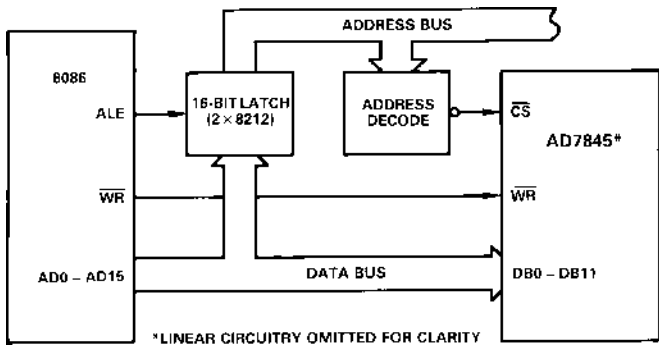 ADDRESS BUS
8086
16-BIT LATCH
(2 × 8212)
ADDRESS
DECODE
ALE
CS
AD7845*
WR
WR
AD0 – AD15
DATA BUS
DB0 – DB11
*LINEAR CIRCUITRY OMITTED FOR CLARITY